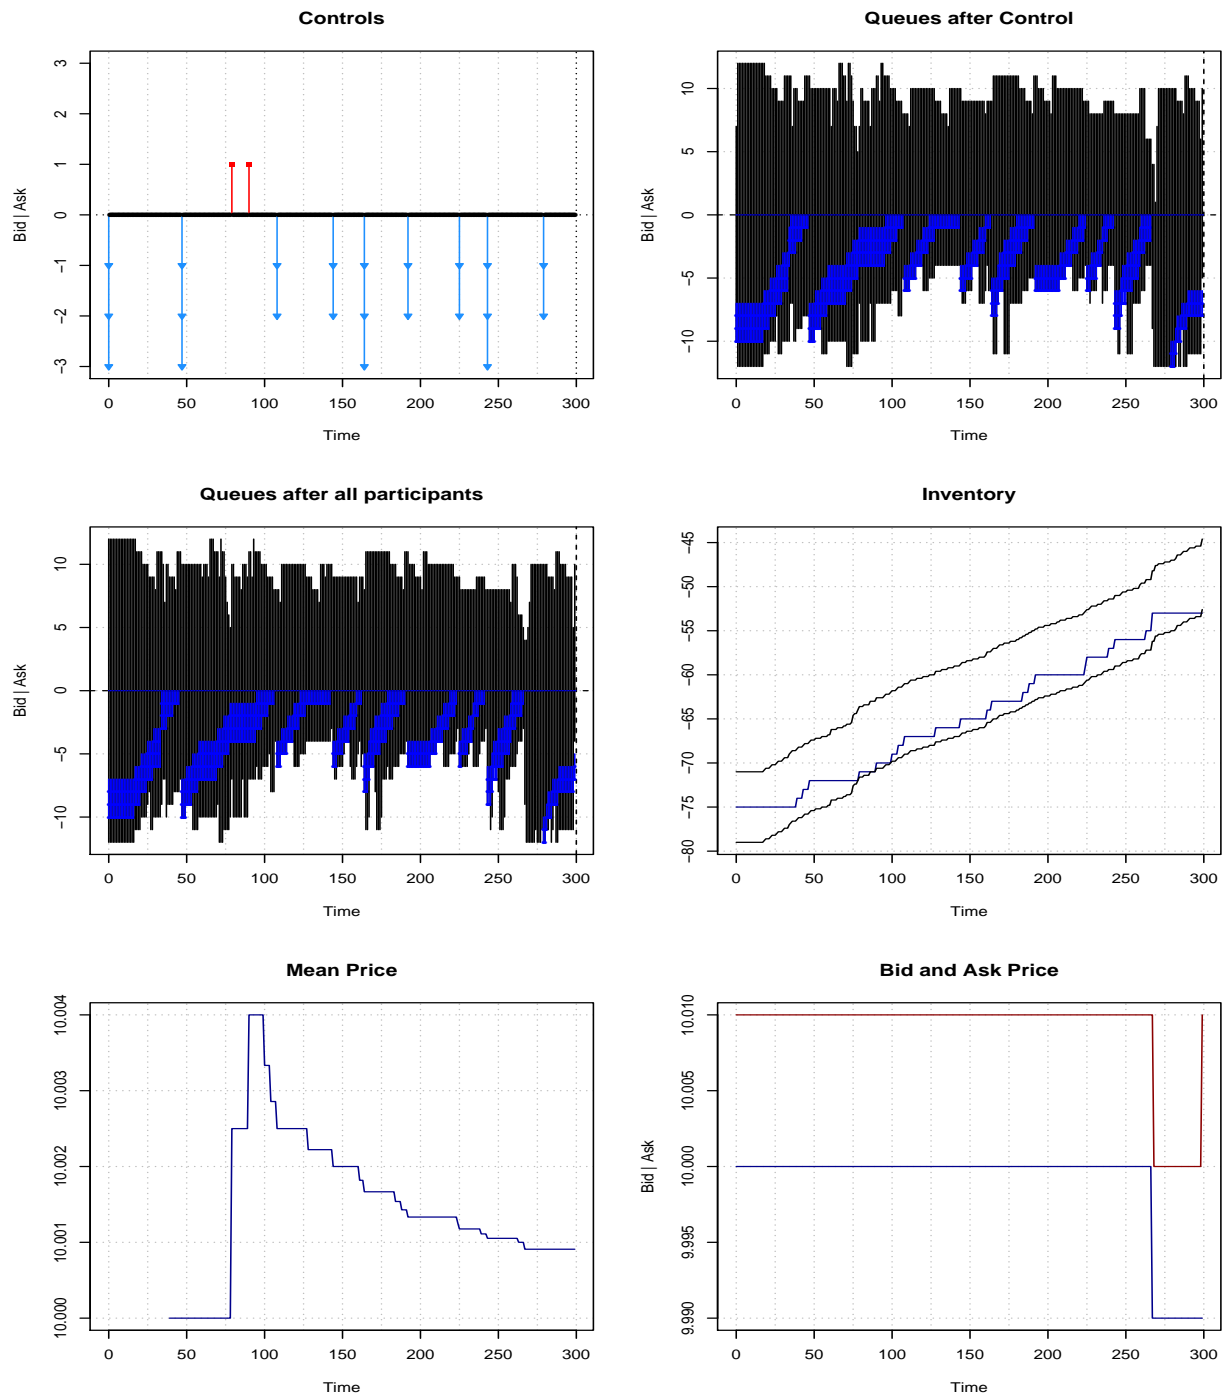 Controls
Bid | Ask
3
2
1
0
-1
-2
-3
0 50 100 150 200 250 300
Time
Queues after Control
Bid | Ask
10
5
0
-5
-10
0 50 100 150 200 250 300
Time
Queues after all participants
Bid | Ask
10
5
0
-5
-10
0 50 100 150 200 250 300
Time
Inventory
-45
-50
-55
-60
-65
-70
-75
-80
0 50 100 150 200 250 300
Time
Mean Price
10.004
10.003
10.002
10.001
10.000
0 50 100 150 200 250 300
Time
Bid and Ask Price
Bid | Ask
10.010
10.005
10.000
9.995
9.990
0 50 100 150 200 250 300
Time